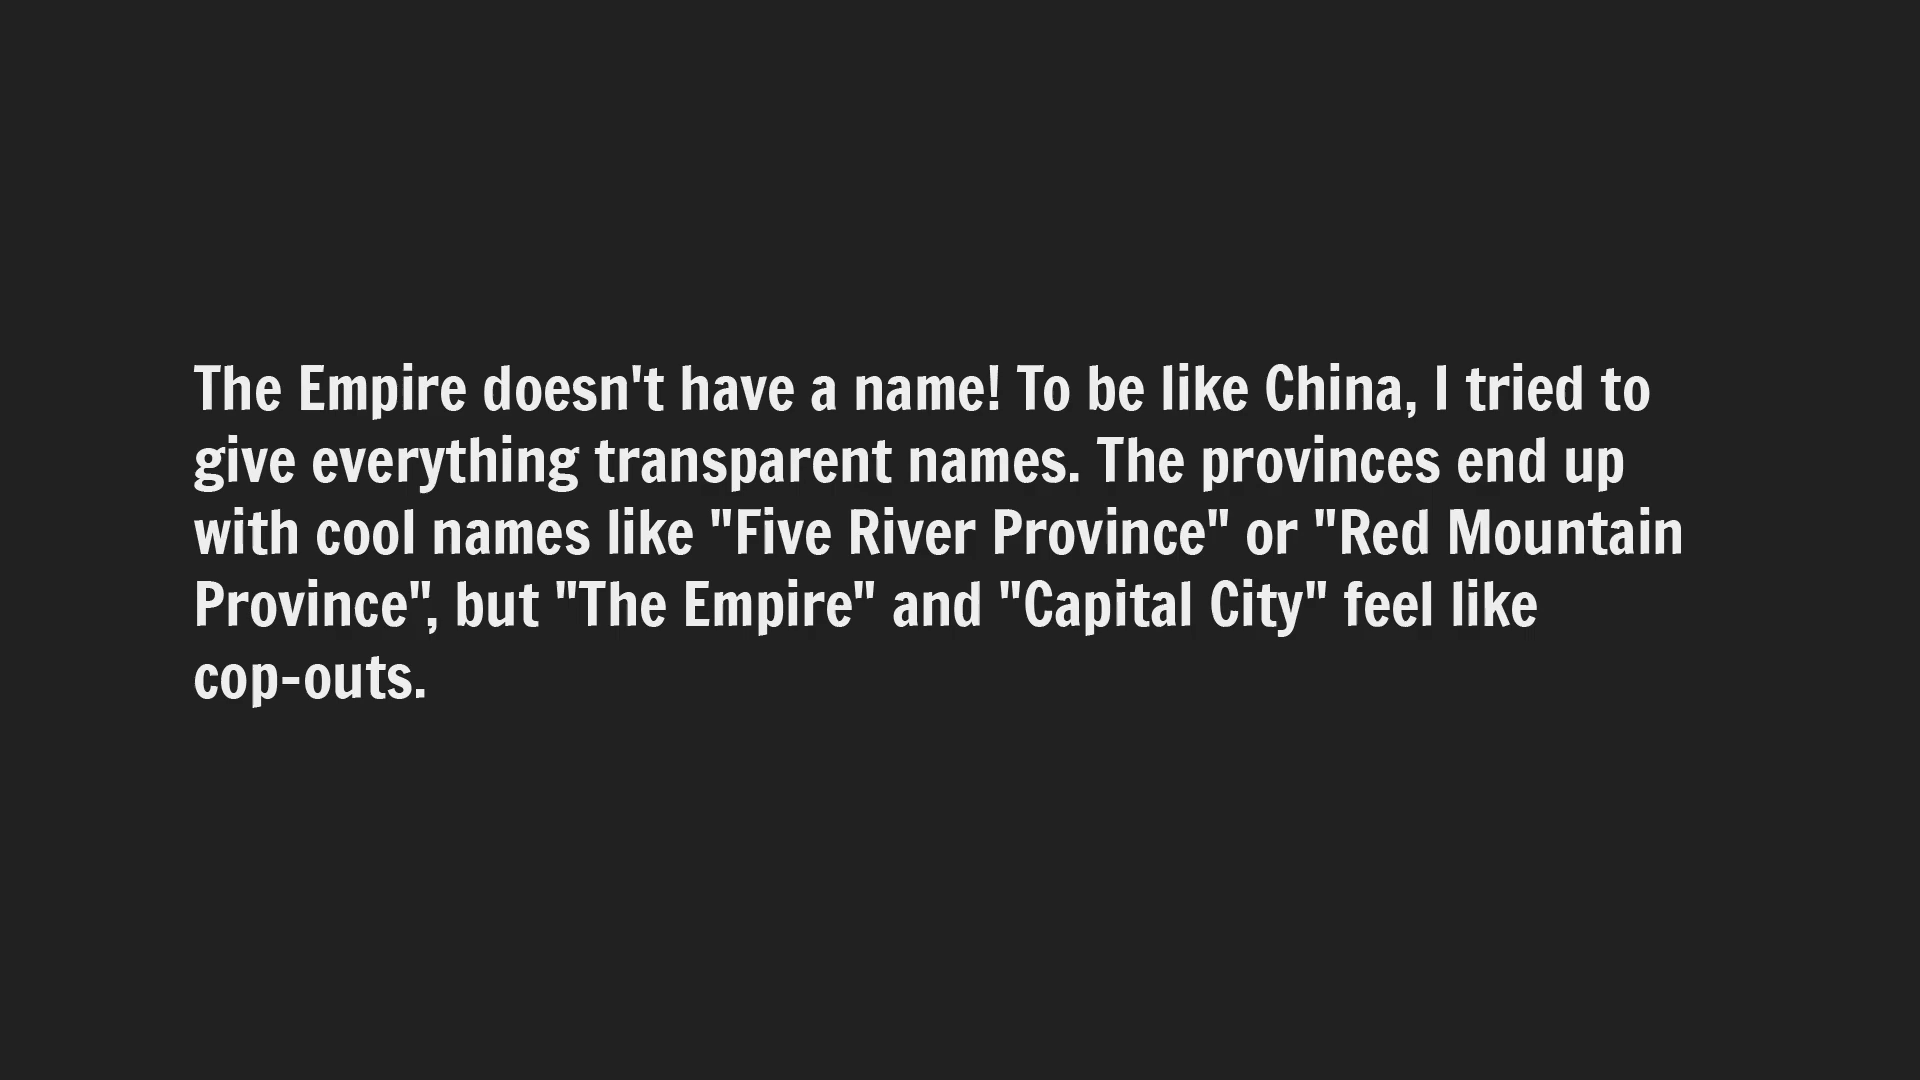 The Empire doesn't have a name! To be like China, I tried to
give everything transparent names. The provinces end up
with cool names like "Five River Province" or "Red Mountain
Province", but "The Empire" and "Capital City" feel like
cop-outs.